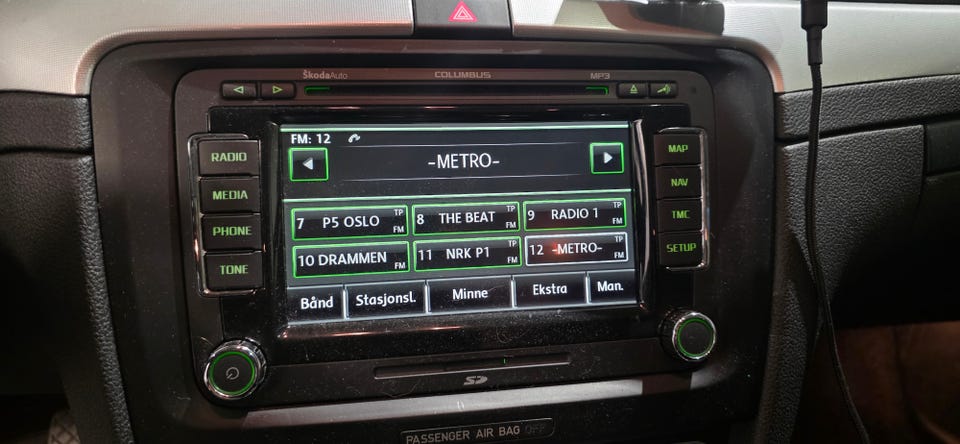 ŠkodaAuto COLUMBUS MP3
FM: 12
RADIO
MEDIA
PHONE
TONE
-METRO-
7 P5 OSLO TP FM
8 THE BEAT TP FM
9 RADIO 1 TP FM
10 DRAMMEN FM
11 NRK P1 TP FM
12 -METRO- TP FM
Bånd Stasjonsl. Minne Ekstra Man.
MAP
NAV
TMC
SETUP
SD
PASSENGER AIR BAG OFF